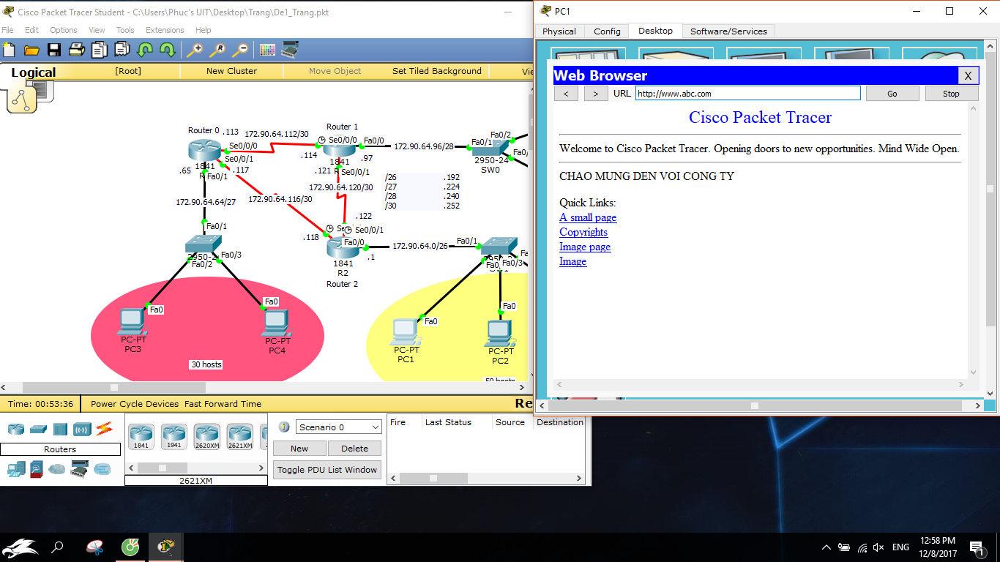 Cisco Packet Tracer Student - C:\Users\Phuc's UIT\Desktop\Trang\De1_Trang.pkt
File Edit Options View Tools Extensions Help
Logical [Root] New Cluster Move Object Set Tiled Background
Router 0
.113
172.90.64.112/30
Router 1
Se0/0/0
Se0/0/0
Fa0/0
Fa0/1
Fa0/2
172.90.64.96/28
Se0/0/1
.114
.97
1841
1841
2950-24
SW0
.65
Fa0/1
.117
.121
Se0/0/1
172.90.64.120/30
/26 .192
/27 .224
/28 .240
/30 .252
172.90.64.64/27
172.90.64.116/30
.122
Fa0/1
Se0/0/1
.118
Fa0/0
172.90.64.0/26
Fa0/1
Fa0/3
Fa0/2
.1
Fa0/3
1841
R2
Router 2
Fa0
Fa0
Fa0
Fa0
PC-PT
PC3
PC-PT
PC4
PC-PT
PC1
PC-PT
PC2
30 hosts
Time: 00:53:36 Power Cycle Devices Fast Forward Time
Routers
1841 1941 2620XM 2621XM
2621XM
Scenario 0
New Delete
Toggle PDU List Window
Fire Last Status Source Destination
PC1
Physical Config Desktop Software/Services
Web Browser X
< > URL http://www.abc.com Go Stop
Cisco Packet Tracer
Welcome to Cisco Packet Tracer. Opening doors to new opportunities. Mind Wide Open.
CHAO MUNG DEN VOI CONG TY
Quick Links:
A small page
Copyrights
Image page
Image
ENG
12:58 PM
12/8/2017
1